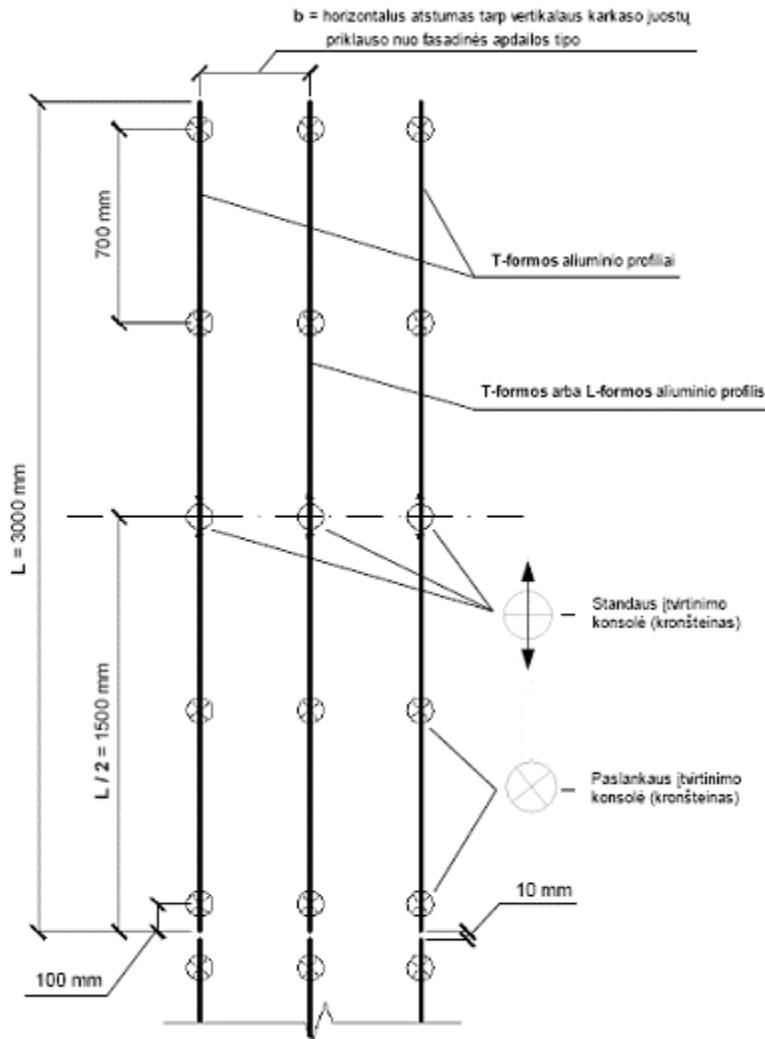 b = horizontalus atstumas tarp vertikalaus karkaso juostų
priklauso nuo fasadinės apdailos tipo
700 mm
T-formos aliuminio profiliai
T-formos arba L-formos aliuminio profilis
L = 3000 mm
Standaus įtvirtinimo
konsolė (kronšteinas)
L / 2 = 1500 mm
Paslankaus įtvirtinimo
konsolė (kronšteinas)
10 mm
100 mm